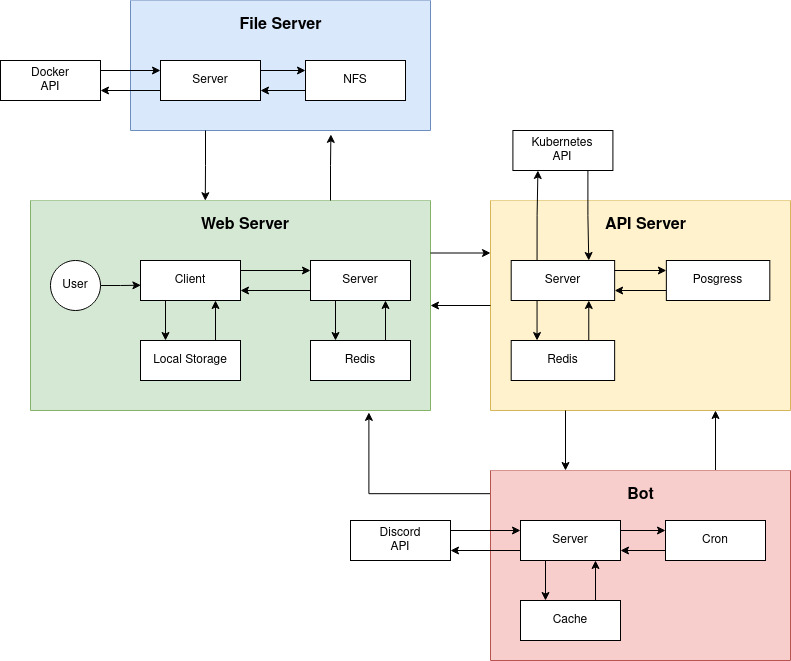 File Server
Docker
API
Server
NFS
Kubernetes
API
Web Server
API Server
User
Client
Server
Server
Posgress
Local Storage
Redis
Redis
Bot
Discord
API
Server
Cron
Cache